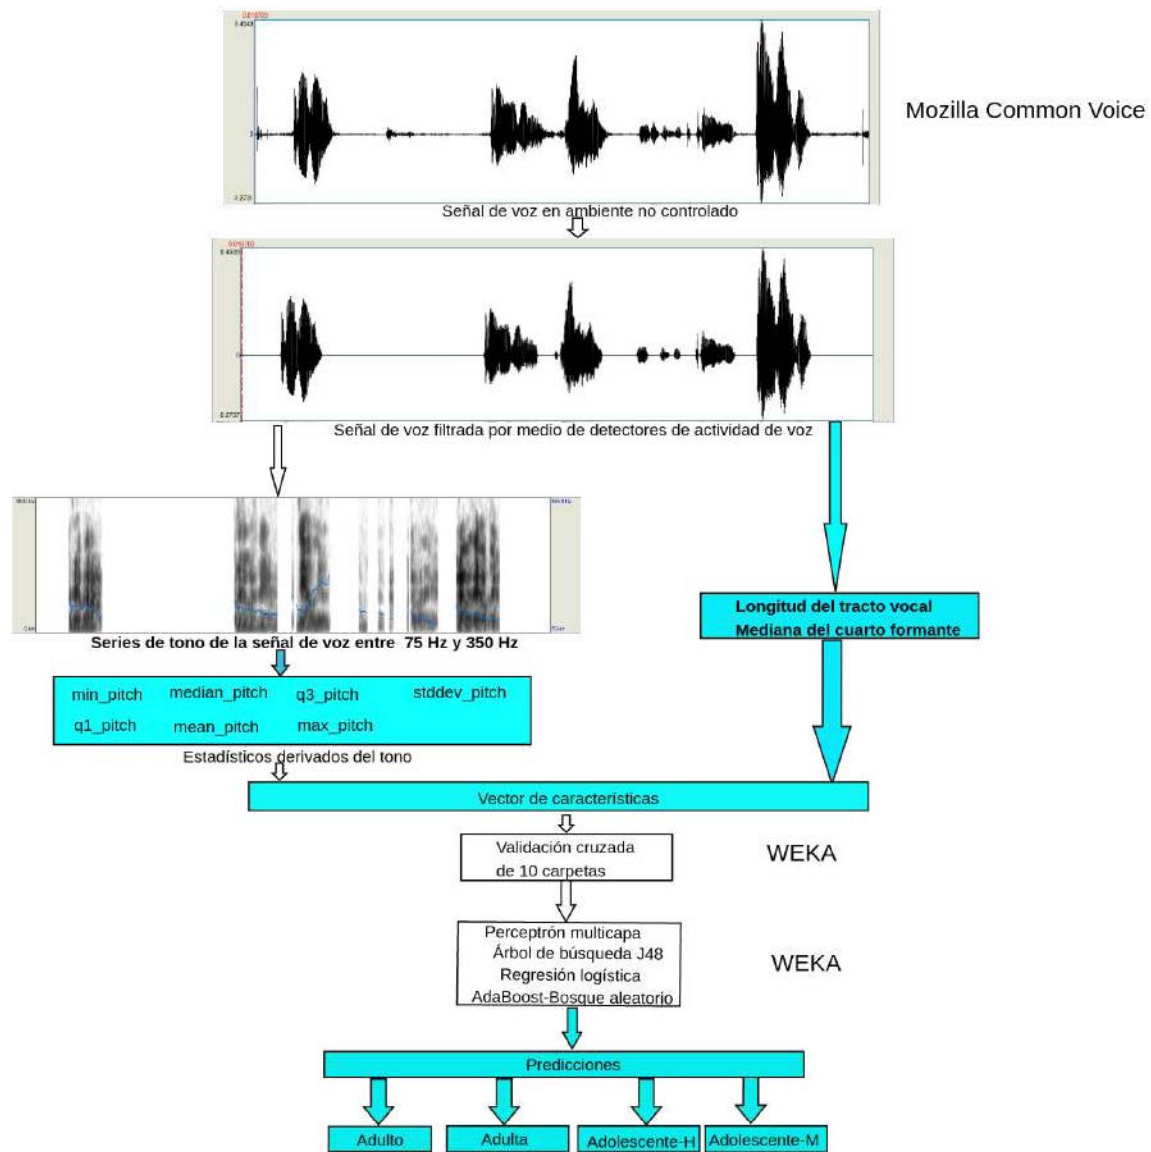 0.4043
0
Mozilla Common Voice
Señal de voz en ambiente no controlado
0
Señal de voz filtrada por medio de detectores de actividad de voz
Series de tono de la señal de voz entre 75 Hz y 350 Hz
Longitud del tracto vocal
Mediana del cuarto formante
min_pitch median_pitch q3_pitch stddev_pitch
q1_pitch mean_pitch max_pitch
Estadísticos derivados del tono
Vector de características
Validación cruzada
de 10 carpetas
WEKA
Perceptrón multicapa
Árbol de búsqueda J48
Regresión logística
AdaBoost-Bosque aleatorio
WEKA
Predicciones
Adulto Adulta Adolescente-H Adolescente-M